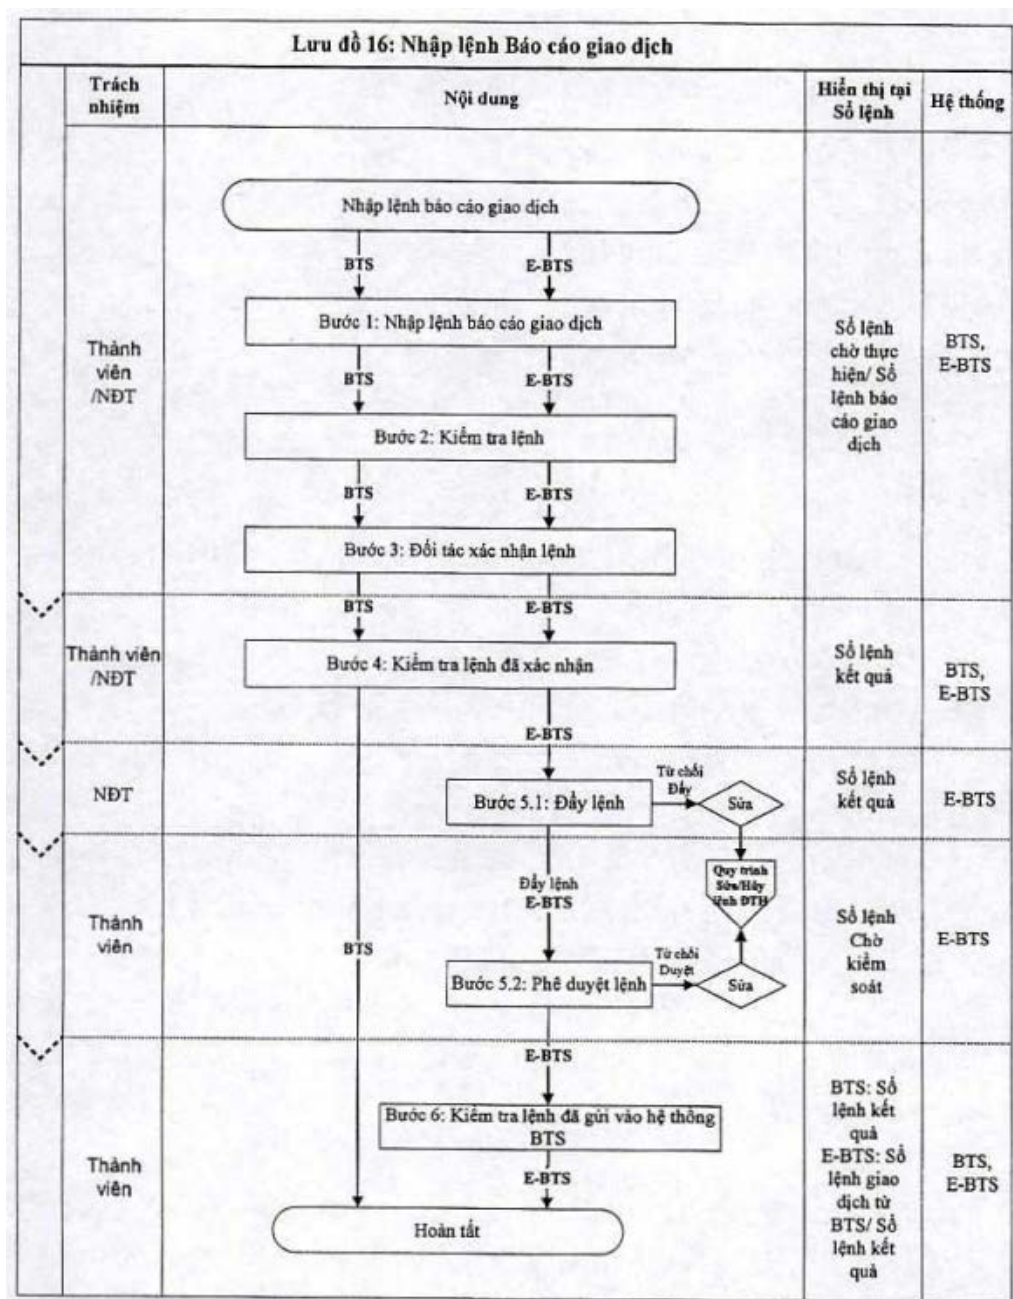 Lưu đồ 16: Nhập lệnh Báo cáo giao dịch
Trách
nhiệm
Nội dung
Hiển thị tại
Sổ lệnh
Hệ thống
Nhập lệnh báo cáo giao dịch
BTS
E-BTS
Bước 1: Nhập lệnh báo cáo giao dịch
BTS
E-BTS
Bước 2: Kiểm tra lệnh
BTS
E-BTS
Bước 3: Đối tác xác nhận lệnh
Thành
viên
/NĐT
Sổ lệnh
chờ thực
hiện/ Sổ
lệnh báo
cáo giao
dịch
BTS,
E-BTS
BTS
E-BTS
Thành viên
/NĐT
Bước 4: Kiểm tra lệnh đã xác nhận
Sổ lệnh
kết quả
BTS,
E-BTS
E-BTS
NĐT
Bước 5.1: Đẩy lệnh
Từ chối
Đẩy
Sửa
Sổ lệnh
kết quả
E-BTS
Thành
viên
Đẩy lệnh
E-BTS
Quy trình
Sửa/Hủy
lệnh ĐTH
BTS
Bước 5.2: Phê duyệt lệnh
Từ chối
Duyệt
Sửa
Sổ lệnh
Chờ
kiểm
soát
E-BTS
E-BTS
Thành
viên
Bước 6: Kiểm tra lệnh đã gửi vào hệ thống
BTS
E-BTS
Hoàn tất
BTS: Sổ
lệnh kết
quả
E-BTS: Sổ
lệnh giao
dịch từ
BTS/ Sổ
lệnh kết
quả
BTS,
E-BTS